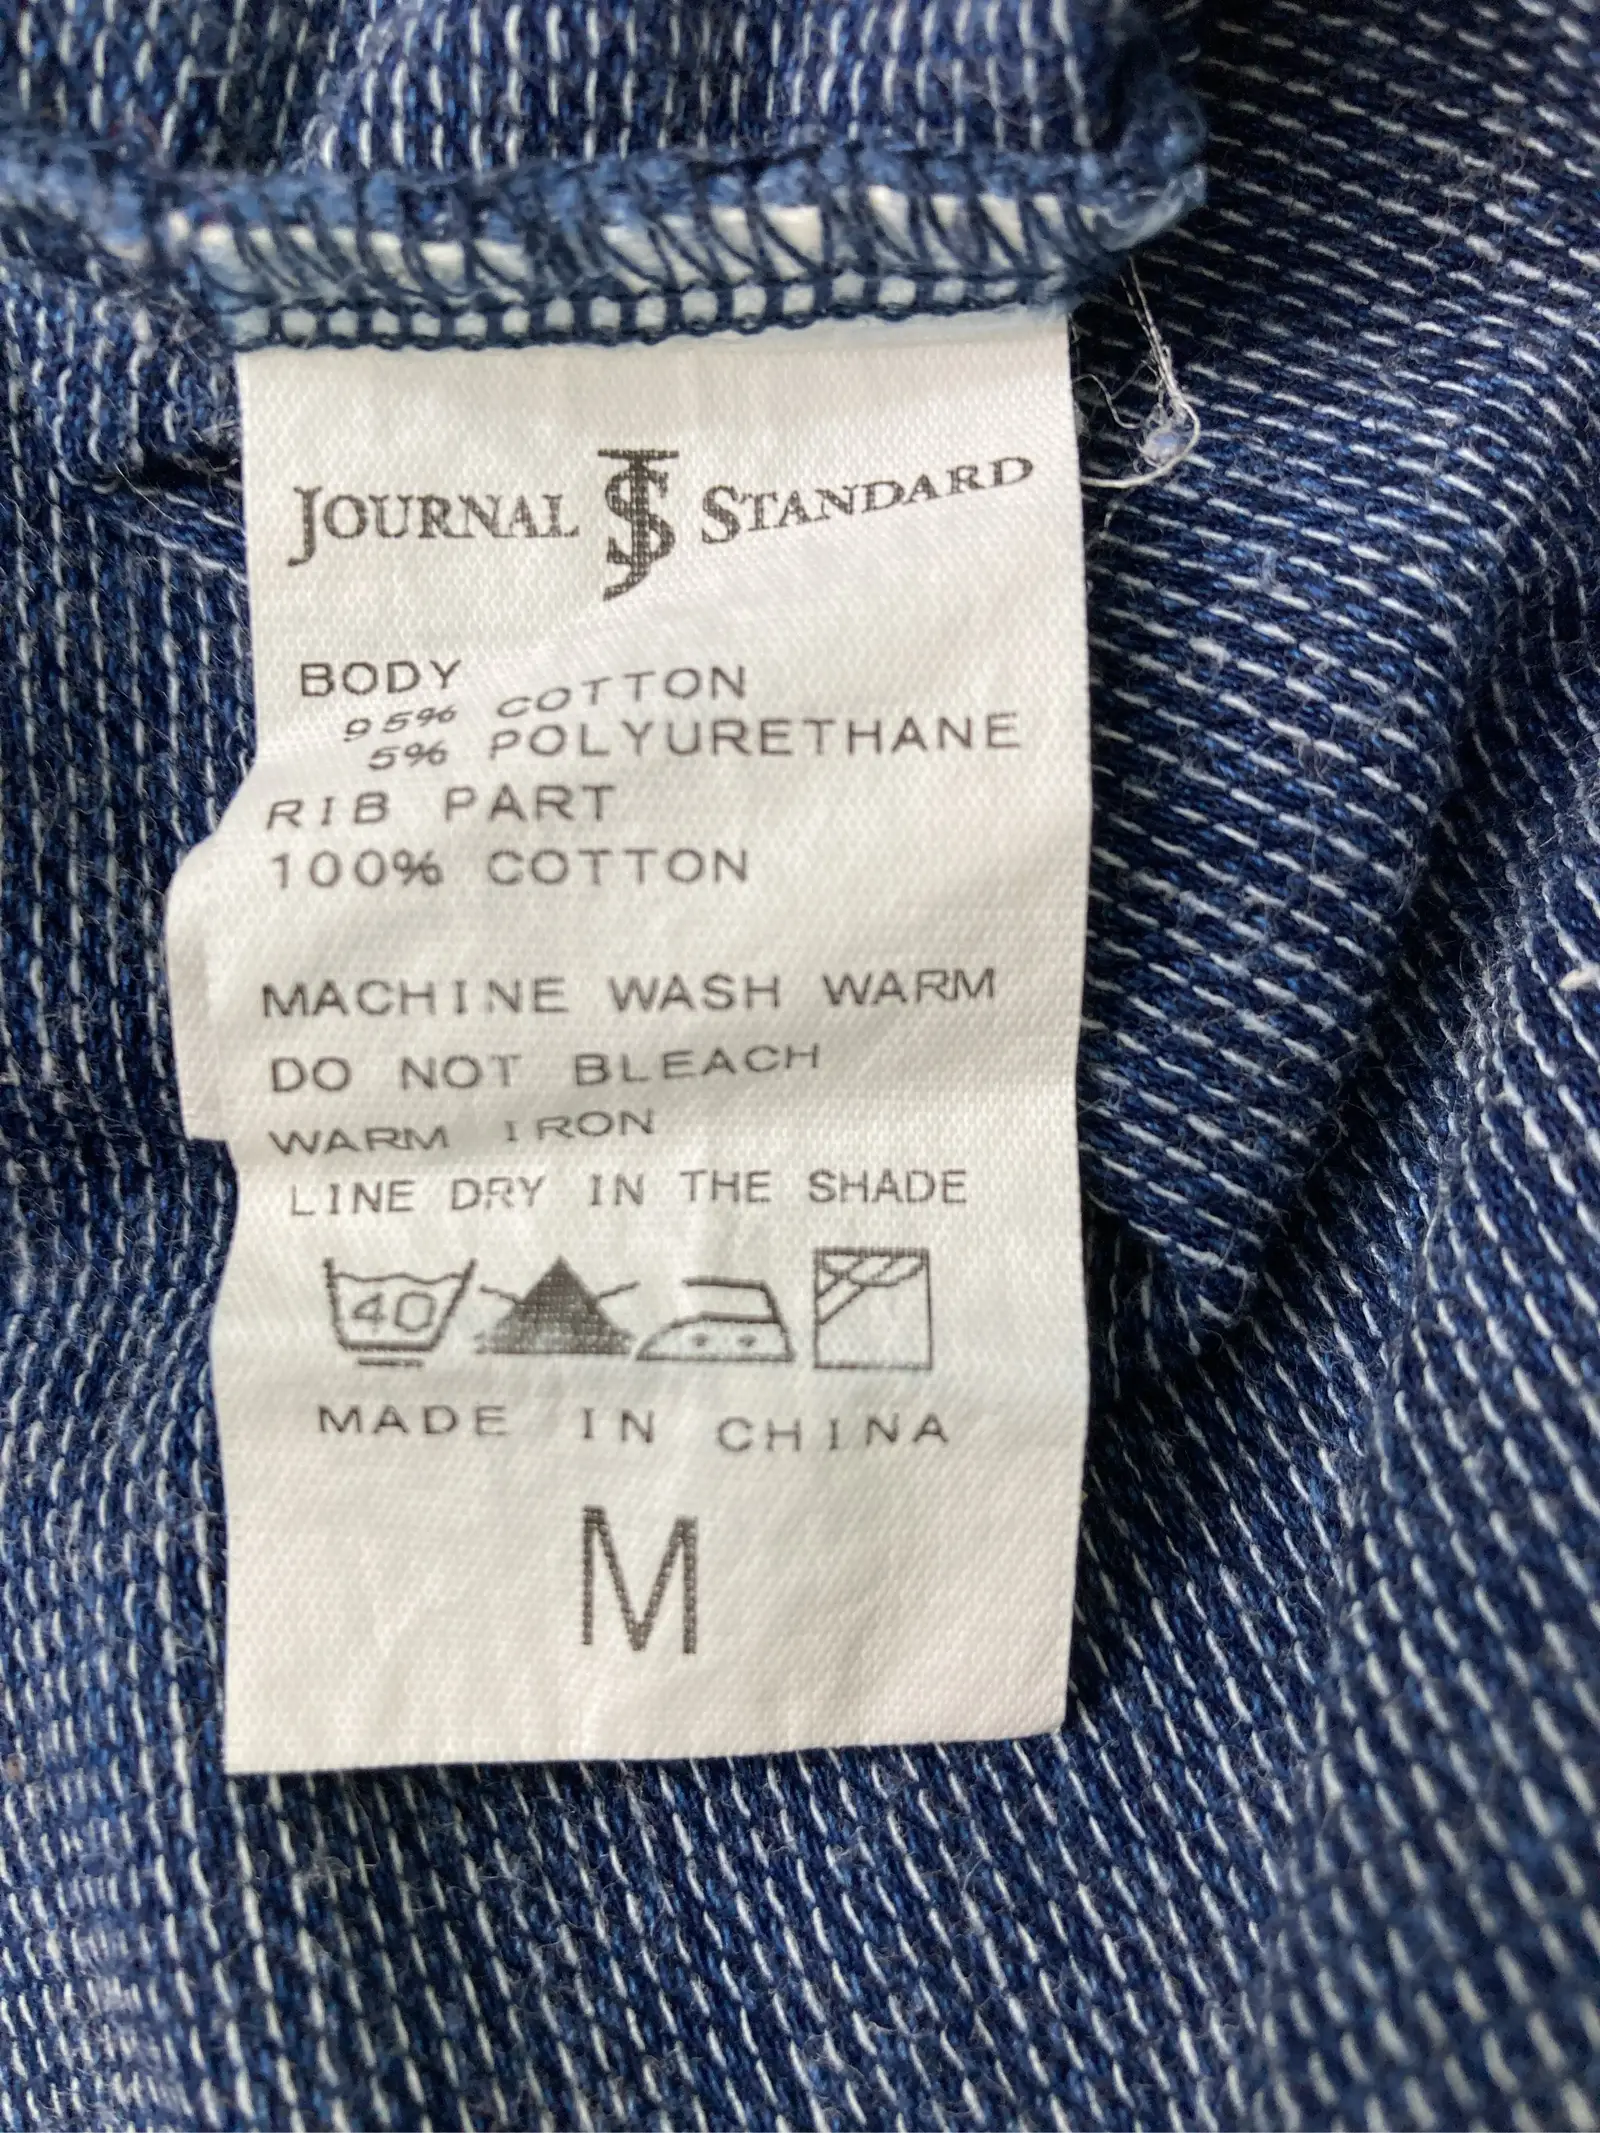 JOURNAL JS STANDARD
BODY
95% COTTON
5% POLYURETHANE
RIB PART
100% COTTON
MACHINE WASH WARM
DO NOT BLEACH
WARM IRON
LINE DRY IN THE SHADE
40
MADE IN CHINA
M